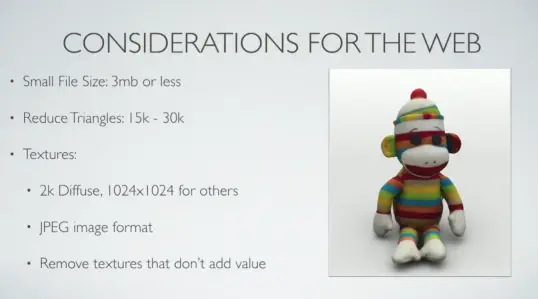 CONSIDERATIONS FOR THE WEB
• Small File Size: 3mb or less
• Reduce Triangles: 15k - 30k
• Textures:
• 2k Diffuse, 1024x1024 for others
• JPEG image format
• Remove textures that don't add value